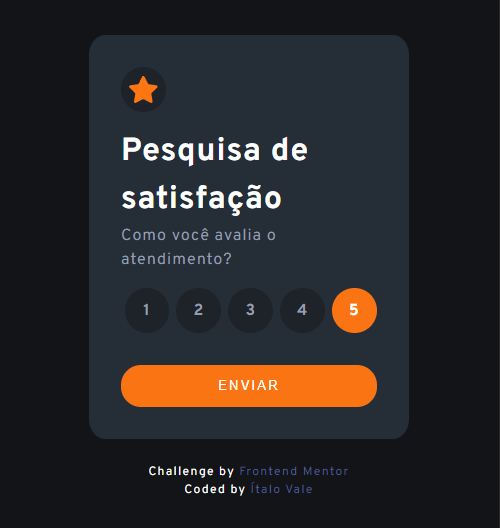 Pesquisa de
satisfação
Como você avalia o
atendimento?
1 2 3 4 5
ENVIAR
Challenge by Frontend Mentor
Coded by Ítalo Vale